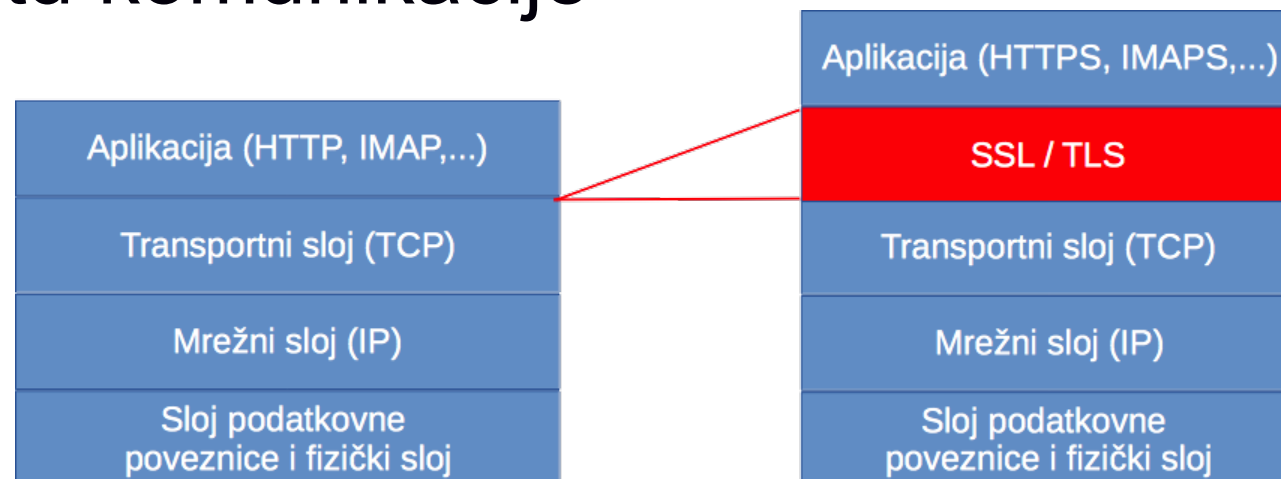 komunikacije
Aplikacija (HTTP, IMAP,...)
Transportni sloj (TCP)
Mrežni sloj (IP)
Sloj podatkovne
poveznice i fizički sloj
Aplikacija (HTTPS, IMAPS,...)
SSL / TLS
Transportni sloj (TCP)
Mrežni sloj (IP)
Sloj podatkovne
poveznice i fizički sloj